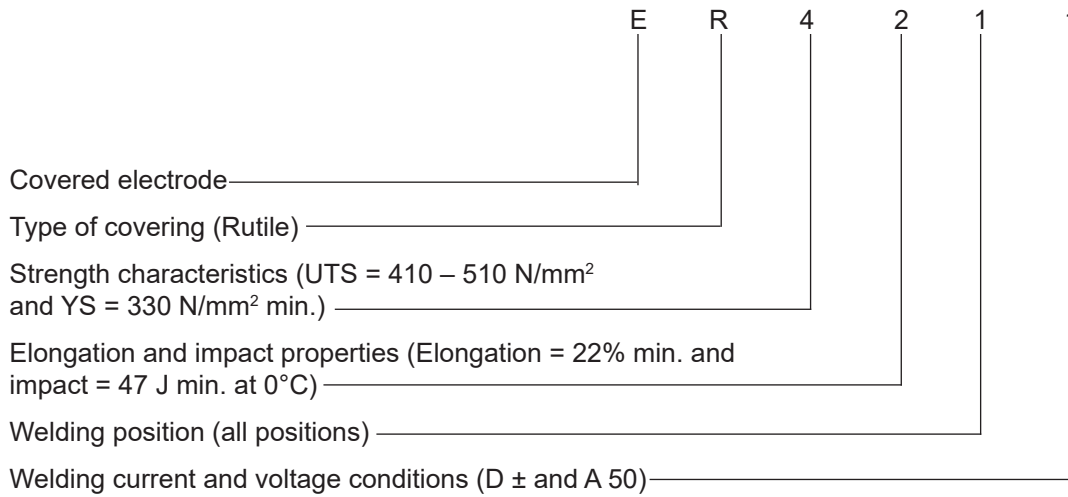 E R 4 2 1
Covered electrode
Type of covering (Rutile)
Strength characteristics (UTS = 410 – 510 N/mm²
and YS = 330 N/mm² min.)
Elongation and impact properties (Elongation = 22% min. and
impact = 47 J min. at 0°C)
Welding position (all positions)
Welding current and voltage conditions (D ± and A 50)